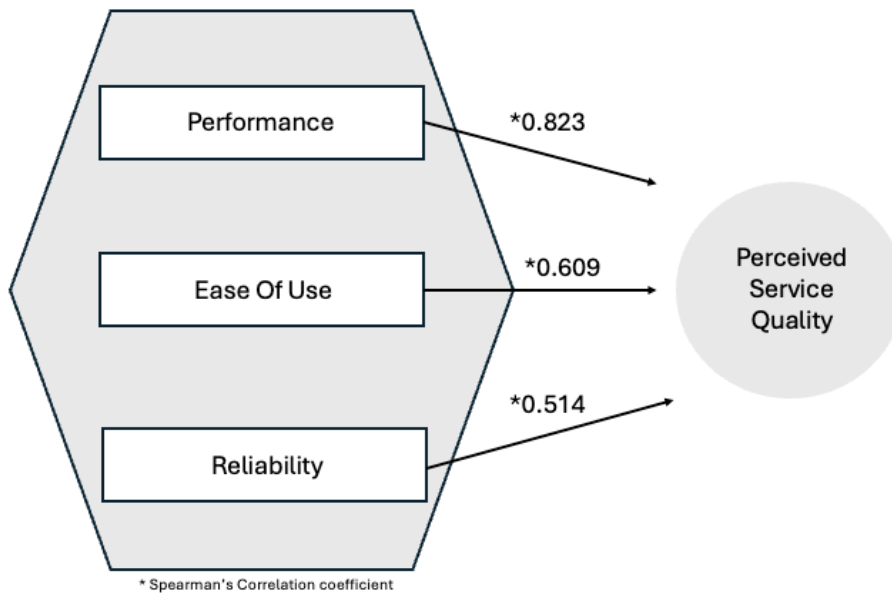 Performance
*0.823
Ease Of Use
*0.609
Perceived
Service
Quality
*0.514
Reliability
* Spearman's Correlation coefficient